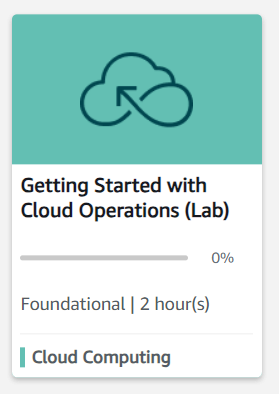 Getting Started with
Cloud Operations (Lab)
0%
Foundational | 2 hour(s)
Cloud Computing